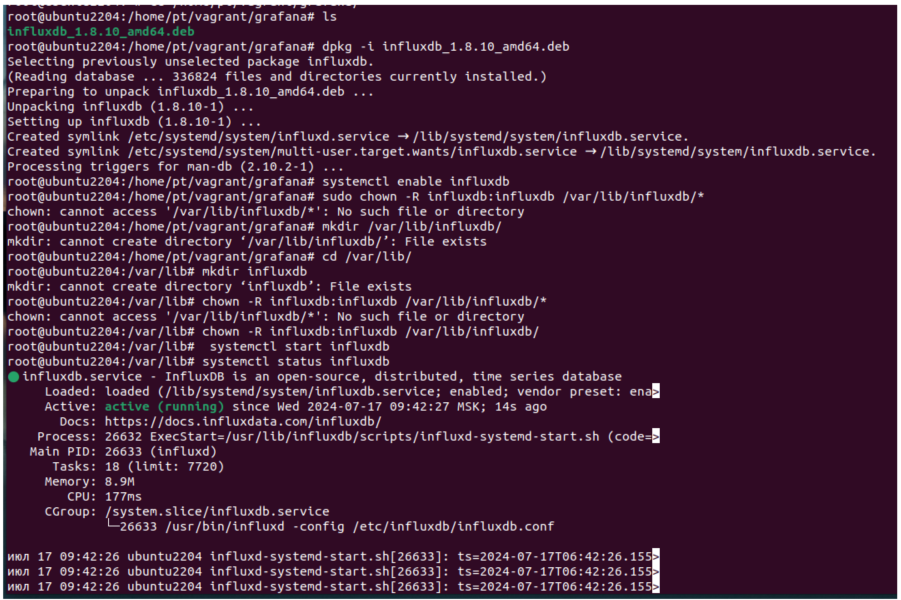 root@ubuntu2204:/home/pt/vagrant/grafana# ls
influxdb_1.8.10_amd64.deb
root@ubuntu2204:/home/pt/vagrant/grafana# dpkg -i influxdb_1.8.10_amd64.deb
Selecting previously unselected package influxdb.
(Reading database ... 336824 files and directories currently installed.)
Preparing to unpack influxdb_1.8.10_amd64.deb ...
Unpacking influxdb (1.8.10-1) ...
Setting up influxdb (1.8.10-1) ...
Created symlink /etc/systemd/system/influxd.service → /lib/systemd/system/influxdb.service.
Created symlink /etc/systemd/system/multi-user.target.wants/influxdb.service → /lib/systemd/system/influxdb.service.
Processing triggers for man-db (2.10.2-1) ...
root@ubuntu2204:/home/pt/vagrant/grafana# systemctl enable influxdb
root@ubuntu2204:/home/pt/vagrant/grafana# sudo chown -R influxdb:influxdb /var/lib/influxdb/*
chown: cannot access '/var/lib/influxdb/*': No such file or directory
root@ubuntu2204:/home/pt/vagrant/grafana# mkdir /var/lib/influxdb/
mkdir: cannot create directory ‘/var/lib/influxdb/’: File exists
root@ubuntu2204:/home/pt/vagrant/grafana# cd /var/lib/
root@ubuntu2204:/var/lib# mkdir influxdb
mkdir: cannot create directory ‘influxdb’: File exists
root@ubuntu2204:/var/lib# chown -R influxdb:influxdb /var/lib/influxdb/*
chown: cannot access '/var/lib/influxdb/*': No such file or directory
root@ubuntu2204:/var/lib# chown -R influxdb:influxdb /var/lib/influxdb/
root@ubuntu2204:/var/lib#  systemctl start influxdb
root@ubuntu2204:/var/lib# systemctl status influxdb
● influxdb.service - InfluxDB is an open-source, distributed, time series database
Loaded: loaded (/lib/systemd/system/influxdb.service; enabled; vendor preset: ena>
Active: active (running) since Wed 2024-07-17 09:42:27 MSK; 14s ago
Docs: https://docs.influxdata.com/influxdb/
Process: 26632 ExecStart=/usr/lib/influxdb/scripts/influxd-systemd-start.sh (code=>
Main PID: 26633 (influxd)
Tasks: 18 (limit: 7720)
Memory: 8.9M
CPU: 177ms
CGroup: /system.slice/influxdb.service
└─26633 /usr/bin/influxd -config /etc/influxdb/influxdb.conf
июл 17 09:42:26 ubuntu2204 influxd-systemd-start.sh[26633]: ts=2024-07-17T06:42:26.155>
июл 17 09:42:26 ubuntu2204 influxd-systemd-start.sh[26633]: ts=2024-07-17T06:42:26.155>
июл 17 09:42:26 ubuntu2204 influxd-systemd-start.sh[26633]: ts=2024-07-17T06:42:26.155>